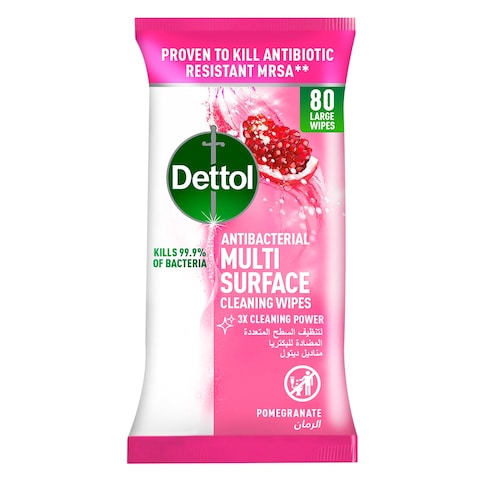 PROVEN TO KILL ANTIBIOTIC
RESISTANT MRSA**
80
LARGE
WIPES
Dettol
KILLS 99.9%
OF BACTERIA
ANTIBACTERIAL
MULTI
SURFACE
CLEANING WIPES
3X CLEANING POWER
لتنظيف السطح المتعددة
المضادة للبكتريا
مناديل ديتول
POMEGRANATE
الرمان